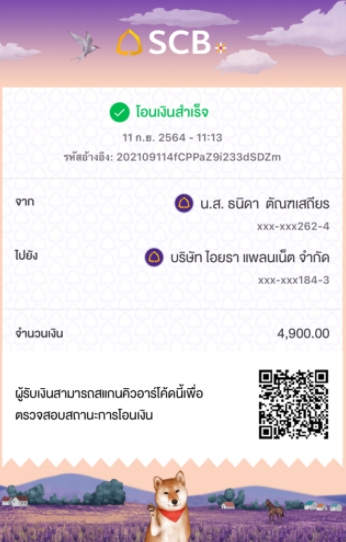 SCB
โอนเงินสำเร็จ
11 ก.ย. 2564 - 11:13
รหัสอ้างอิง: 202109114fCPPaZ9i233dSDZm
จาก
น.ส. ธนิดา ตัณฑเสถียร
xxx-xxx262-4
ไปยัง
บริษัท ไอยรา แพลนเน็ต จำกัด
xxx-xxx184-3
จำนวนเงิน
4,900.00
ผู้รับเงินสามารถสแกนคิวอาร์โค้ดนี้เพื่อ
ตรวจสอบสถานะการโอนเงิน